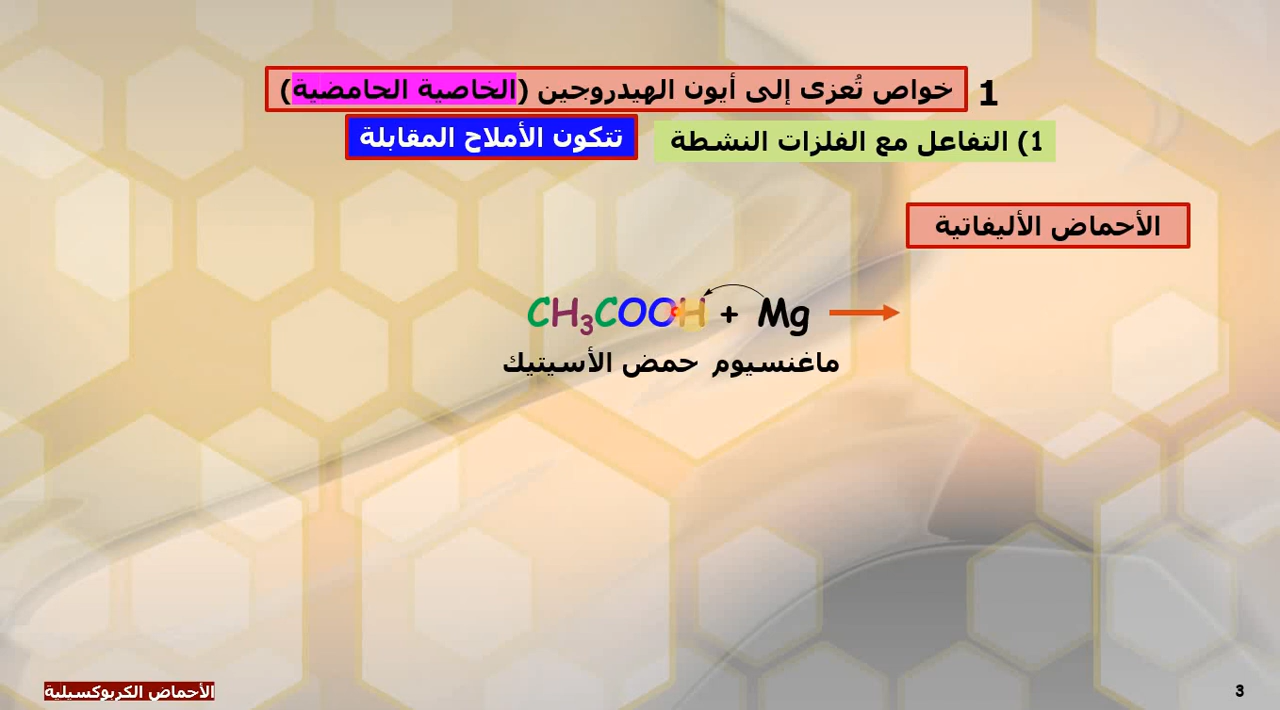 1 خواص تُعزى إلى أيون الهيدروجين (الخاصية الحامضية)
1) التفاعل مع الفلزات النشطة تتكون الأملاح المقابلة
الأحماض الأليفاتية
CH₃COOH + Mg →
ماغنسيوم حمض الأسيتيك
الأحماض الكربوكسيلية
3